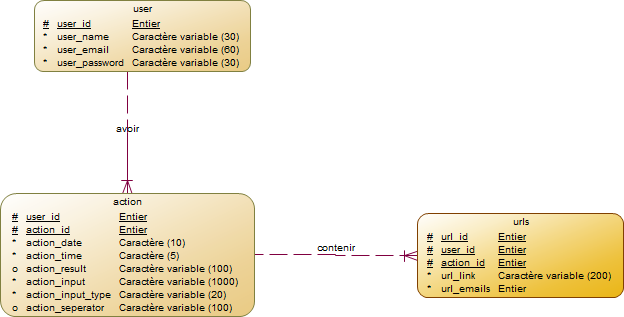 user
# user_id Entier
* user_name Caractère variable (30)
* user_email Caractère variable (60)
* user_password Caractère variable (30)
avoir
action
# user_id Entier
# action_id Entier
* action_date Caractère (10)
* action_time Caractère (5)
o action_result Caractère variable (100)
* action_input Caractère variable (1000)
* action_input_type Caractère variable (20)
o action_seperator Caractère variable (100)
contenir
urls
# url_id Entier
# user_id Entier
# action_id Entier
* url_link Caractère variable (200)
* url_emails Entier